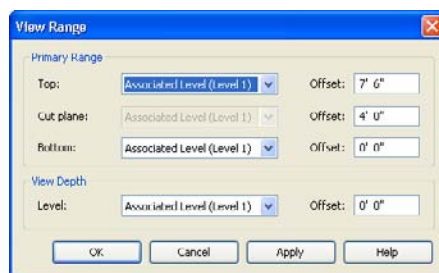 View Range
Primary Range
Top: Associated Level (Level 1) Offset: 7' 6"
Cut plane: Associated Level (Level 1) Offset: 4' 0"
Bottom: Associated Level (Level 1) Offset: 0' 0"
View Depth
Level: Associated Level (Level 1) Offset: 0' 0"
OK Cancel Apply Help